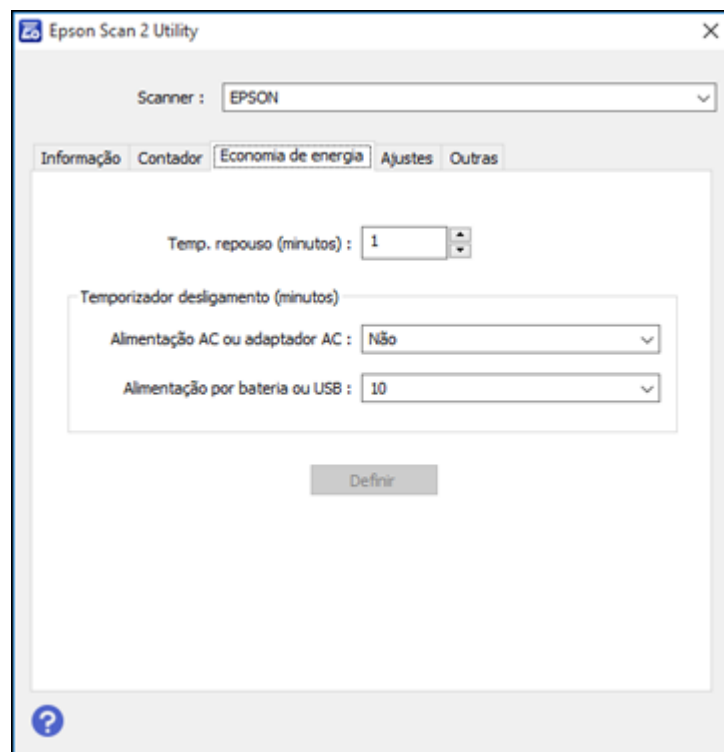 Epson Scan 2 Utility
Scanner : EPSON
Informação Contador Economia de energia Ajustes Outras
Temp. repouso (minutos) : 1
Temporizador desligamento (minutos)
Alimentação AC ou adaptador AC : Não
Alimentação por bateria ou USB : 10
Definir
?